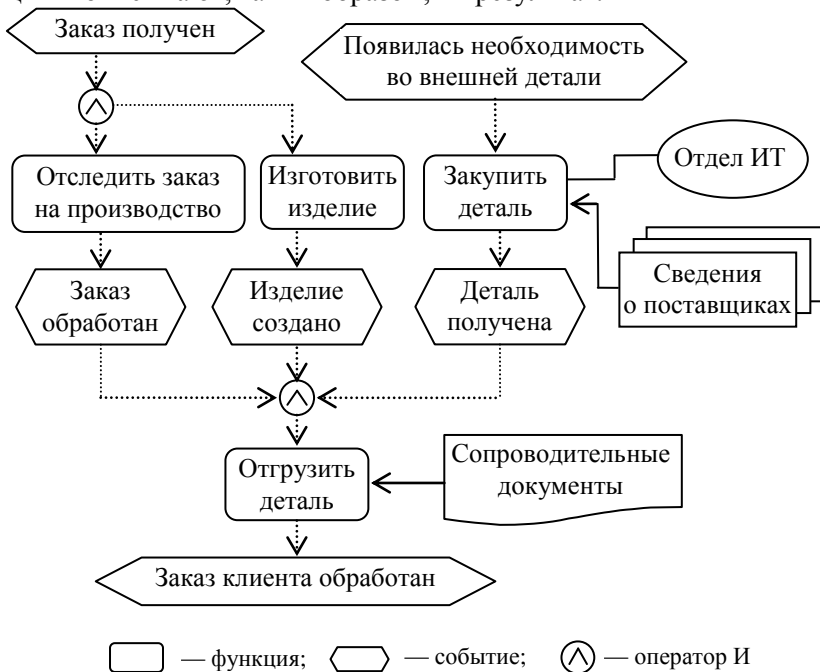 Заказ получен
Появилась необходимость
во внешней детали
Отследить заказ
на производство
Изготовить
изделие
Закупить
деталь
Отдел ИТ
Заказ
обработан
Изделие
создано
Деталь
получена
Сведения
о поставщиках
Отгрузить
деталь
Сопроводительные
документы
Заказ клиента обработан
— функция; — событие; — оператор И